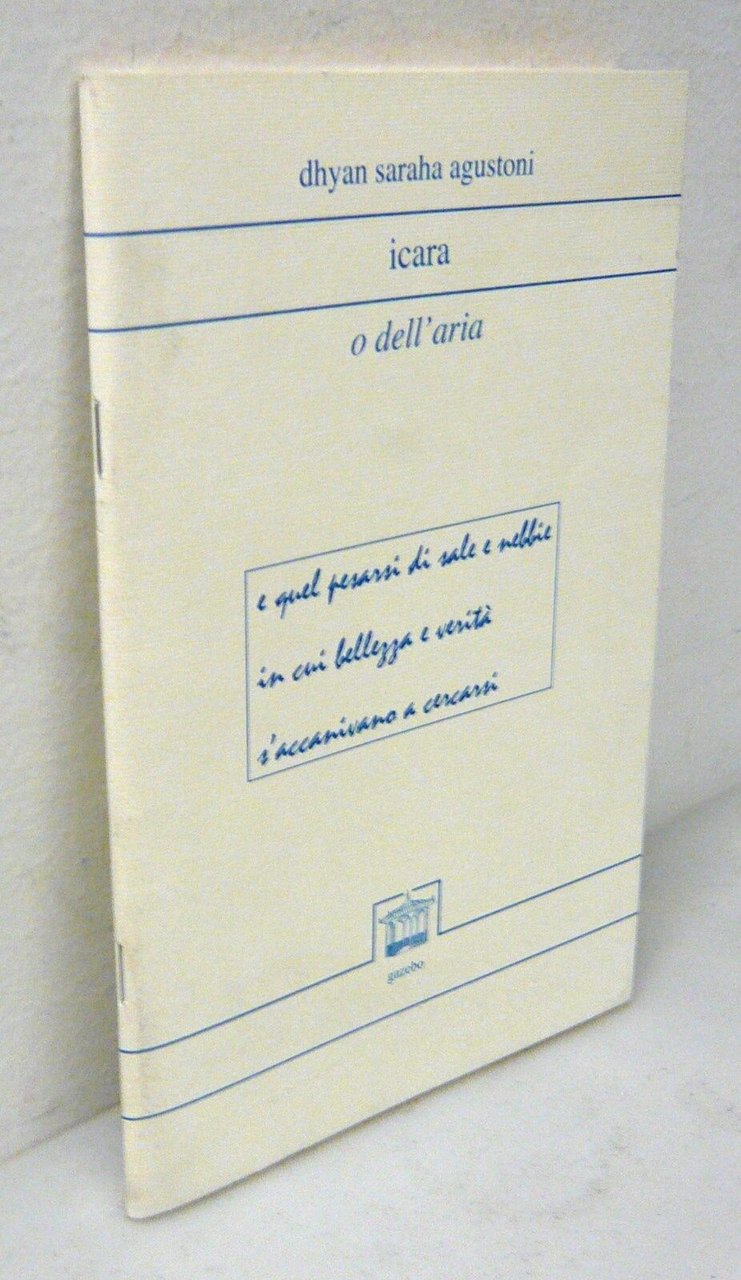 dhyan saraha agustoni
icara
o dell'aria
e quel pesarsi di sale e nebbie
in cui bellezza e verità
s'accanivano a cercarsi
gazebo